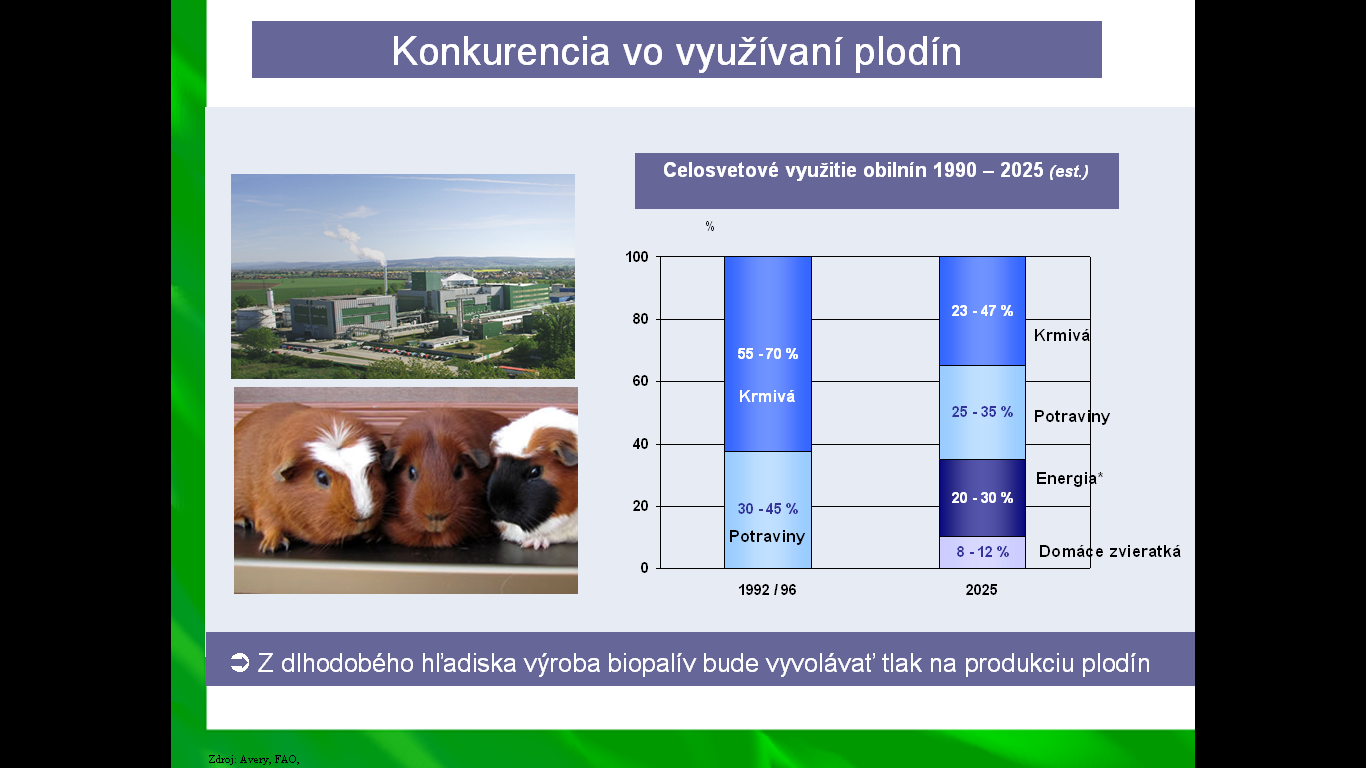 Konkurencia vo využívaní plodín
Celosvetové využitie obilnín 1990 – 2025 (est.)
%
100
80
60
40
20
0
55 -70 %
Krmivá
30 -45 %
Potraviny
23 - 47 %
Krmivá
25 - 35 %
Potraviny
20 - 30 %
Energia*
8 - 12 %
Domáce zvieratká
1992 / 96
2025
➲ Z dlhodobého hľadiska výroba biopalív bude vyvolávať tlak na produkciu plodín
Zdroj: Avery, FAO,